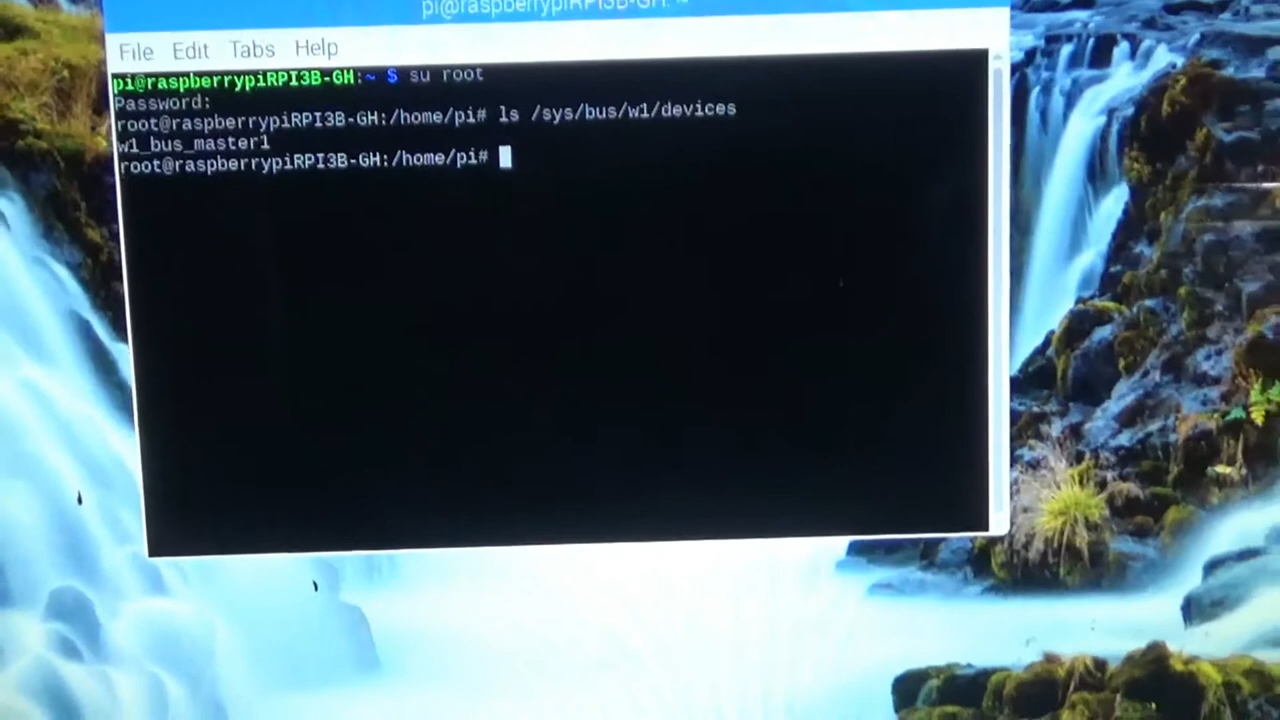 pi@raspberrypiRPI3B-GH: ~
File Edit Tabs Help
pi@raspberrypiRPI3B-GH:~ $ su root
Password:
root@raspberrypiRPI3B-GH:/home/pi# ls /sys/bus/w1/devices
w1_bus_master1
root@raspberrypiRPI3B-GH:/home/pi#